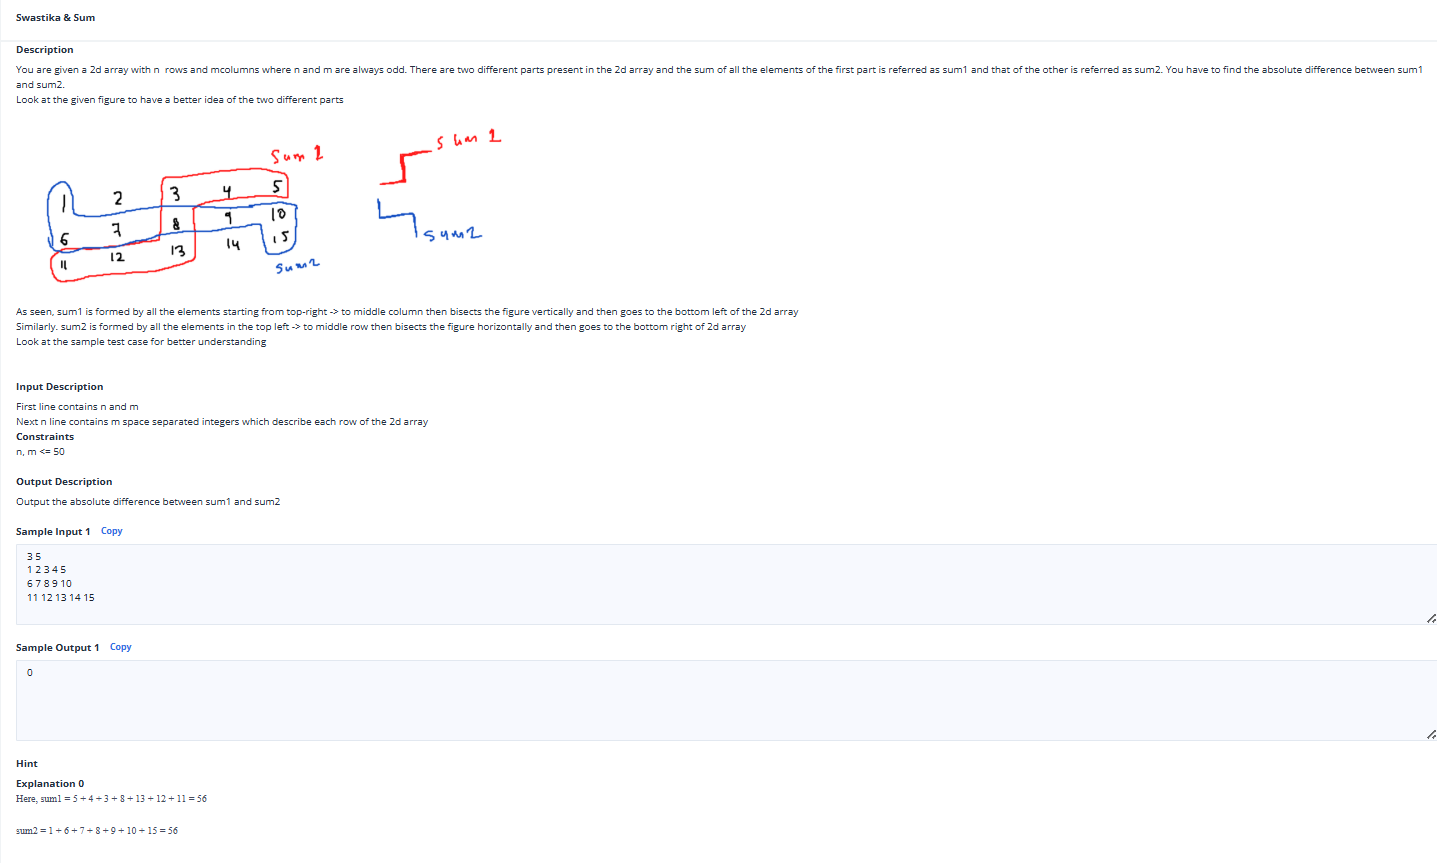 Swastika & Sum
Description
You are given a 2d array with n rows and mcolumns where n and m are always odd. There are two different parts present in the 2d array and the sum of all the elements of the first part is referred as sum1 and that of the other is referred as sum2. You have to find the absolute difference between sum1
and sum2.
Look at the given figure to have a better idea of the two different parts
Sum 1
sum 1
1 2 3 4 5
6 7 8 9 10
11 12 13 14 15
sum2
sum2
As seen, sum1 is formed by all the elements starting from top-right -> to middle column then bisects the figure vertically and then goes to the bottom left of the 2d array
Similarly. sum2 is formed by all the elements in the top left -> to middle row then bisects the figure horizontally and then goes to the bottom right of 2d array
Look at the sample test case for better understanding
Input Description
First line contains n and m
Next n line contains m space separated integers which describe each row of the 2d array
Constraints
n, m <= 50
Output Description
Output the absolute difference between sum1 and sum2
Sample Input 1 Copy
3 5
1 2 3 4 5
6 7 8 9 10
11 12 13 14 15
Sample Output 1 Copy
0
Hint
Explanation 0
Here, sum1 = 5 + 4 + 3 + 8 + 13 + 12 + 11 = 56
sum2 = 1 + 6 + 7 + 8 + 9 + 10 + 15 = 56